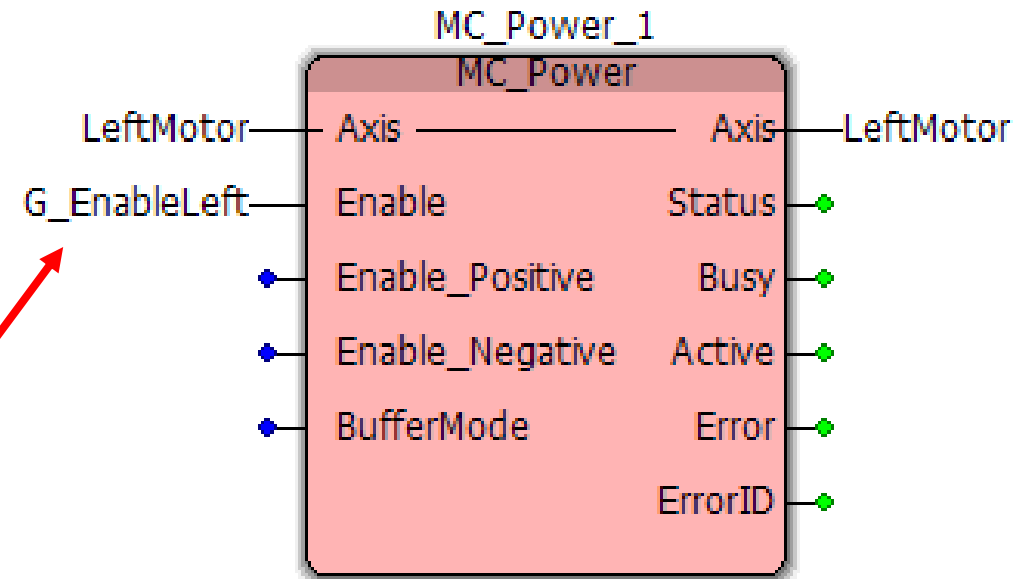 MC_Power_1
MC_Power
LeftMotor Axis Axis LeftMotor
G_EnableLeft Enable Status
Enable_Positive Busy
Enable_Negative Active
BufferMode Error
ErrorID